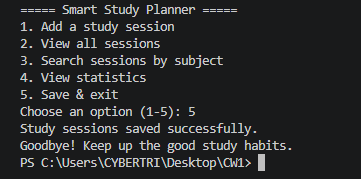 ===== Smart Study Planner =====
1. Add a study session
2. View all sessions
3. Search sessions by subject
4. View statistics
5. Save & exit
Choose an option (1-5): 5
Study sessions saved successfully.
Goodbye! Keep up the good study habits.
PS C:\Users\CYBERTRI\Desktop\CW1>